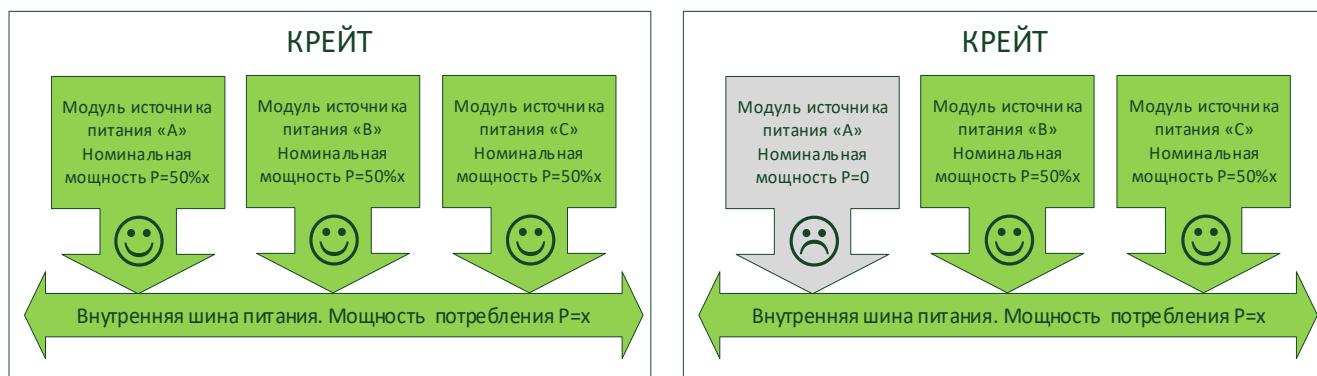 КРЕЙТ
Модуль источника
питания «А»
Номинальная
мощность P=50%x
Модуль источника
питания «В»
Номинальная
мощность P=50%x
Модуль источника
питания «С»
Номинальная
мощность P=50%x
Внутренняя шина питания. Мощность потребления P=x
КРЕЙТ
Модуль источника
питания «А»
Номинальная
мощность P=0
Модуль источника
питания «В»
Номинальная
мощность P=50%x
Модуль источника
питания «С»
Номинальная
мощность P=50%x
Внутренняя шина питания. Мощность потребления P=x